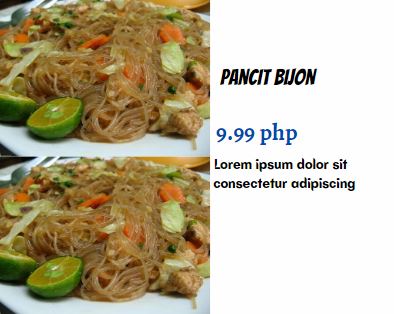 PANCIT BIJON
9.99 php
Lorem ipsum dolor sit
consectetur adipiscing